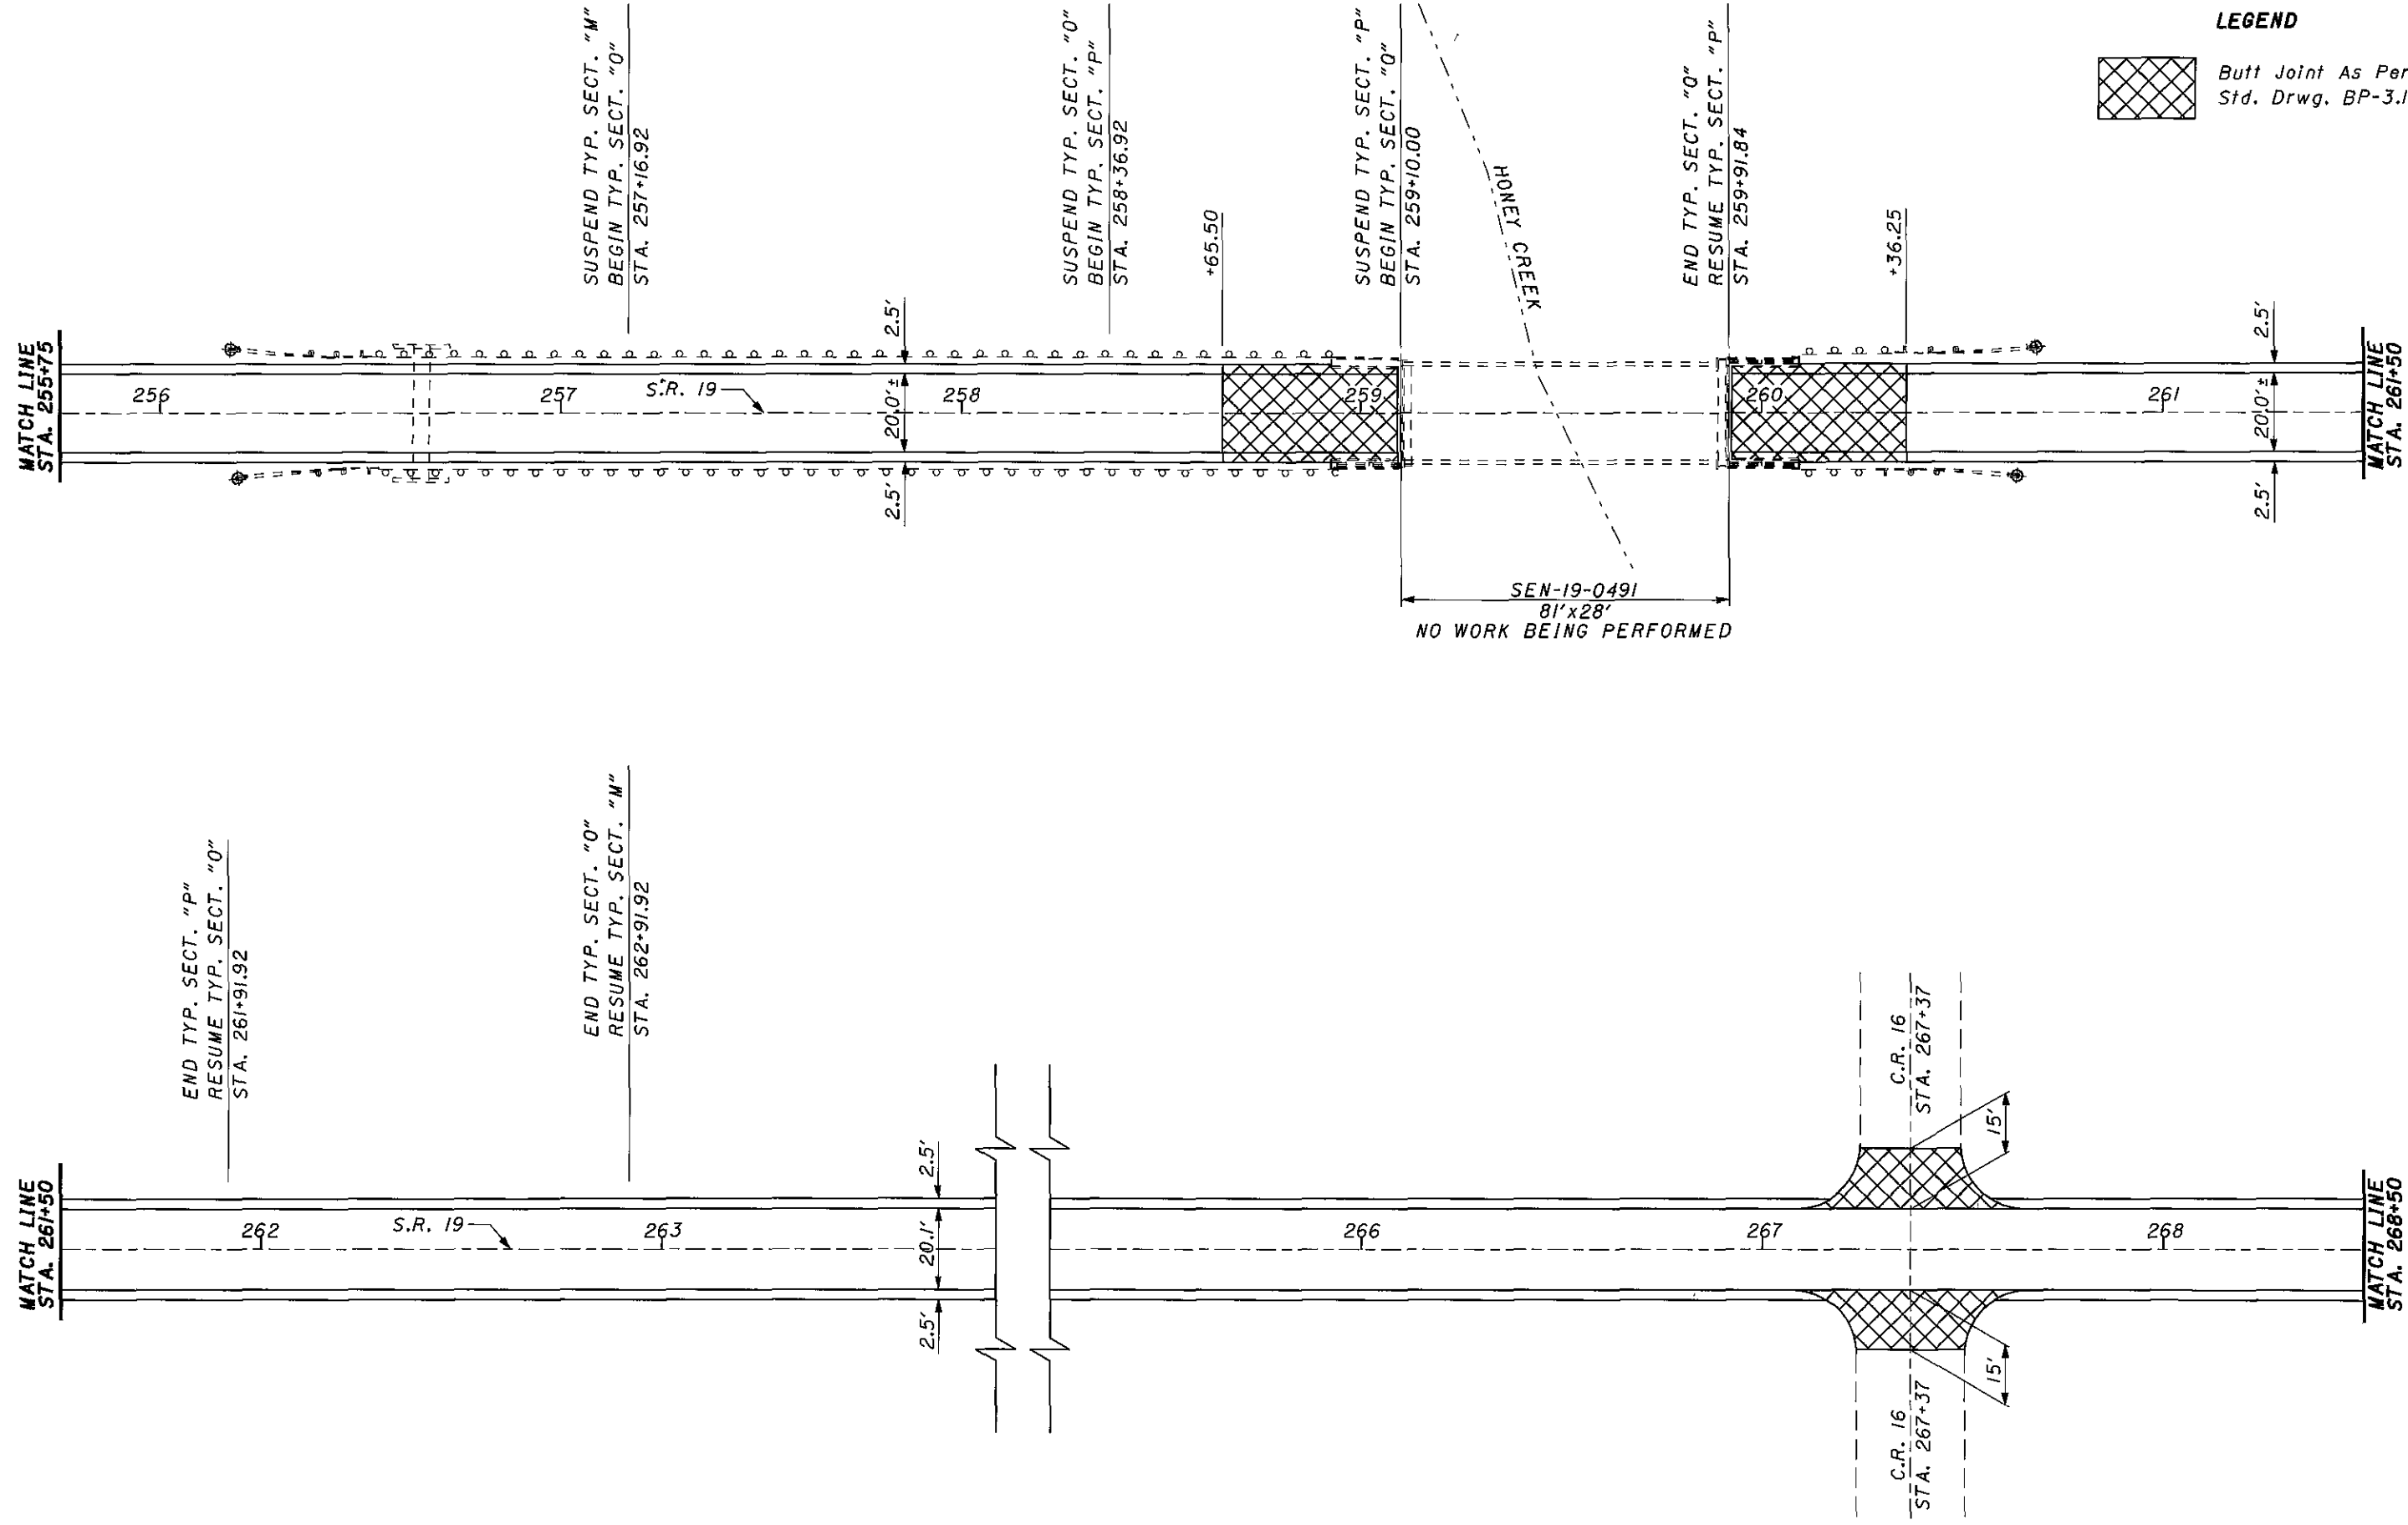 LEGEND
Butt Joint As Per
Std. Drwg. BP-3.1
SUSPEND TYP. SECT. "M"
BEGIN TYP. SECT. "O"
STA. 257+16.92
SUSPEND TYP. SECT. "O"
BEGIN TYP. SECT. "P"
STA. 258+36.92
+65.50
SUSPEND TYP. SECT. "P"
BEGIN TYP. SECT. "Q"
STA. 259+10.00
HONEY CREEK
END TYP. SECT. "Q"
RESUME TYP. SECT. "P"
STA. 259+91.84
+36.25
MATCH LINE
STA. 255+75
256
257
S.R. 19
258
259
260
261
2.5'
20.0'±
2.5'
2.5'
20.0'±
2.5'
MATCH LINE
STA. 261+50
SEN-19-0491
81'x28'
NO WORK BEING PERFORMED
END TYP. SECT. "P"
RESUME TYP. SECT. "O"
STA. 261+91.92
END TYP. SECT. "O"
RESUME TYP. SECT. "M"
STA. 262+91.92
C.R. 16
STA. 267+37
15'
MATCH LINE
STA. 261+50
262
S.R. 19
263
2.5'
20.1'
2.5'
266
267
268
MATCH LINE
STA. 268+50
15'
C.R. 16
STA. 267+37